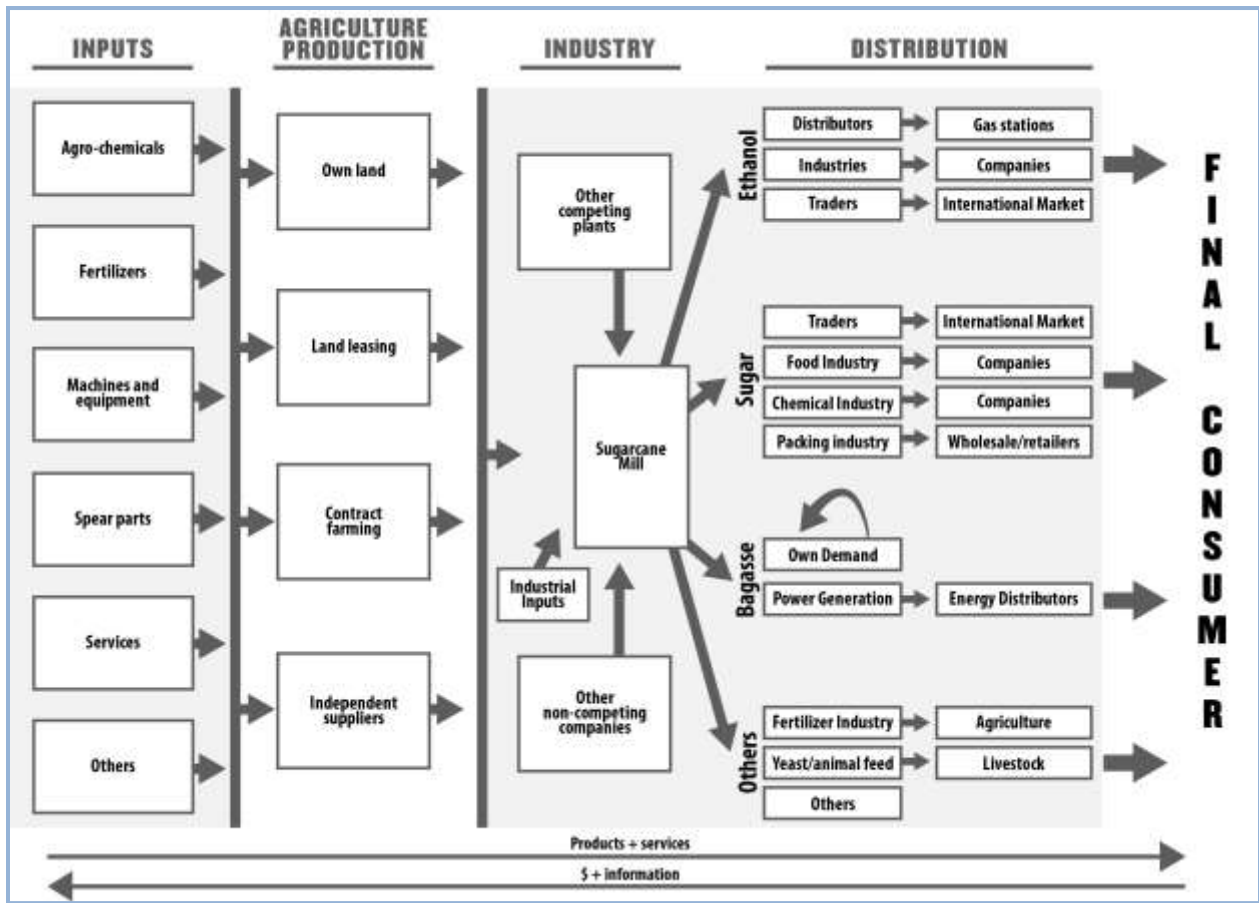 INPUTS
AGRICULTURE
PRODUCTION
INDUSTRY
DISTRIBUTION
Agro-chemicals
Fertilizers
Machines and
equipment
Spear parts
Services
Others
Own land
Land leasing
Contract
farming
Independent
suppliers
Other
competing
plants
Sugarcane
Mill
Industrial
Inputs
Other
non-competing
companies
Ethanol
Distributors
Gas stations
Industries
Companies
Traders
International Market
Sugar
Traders
International Market
Food Industry
Companies
Chemical Industry
Companies
Packing industry
Wholesale/retailers
Bagasse
Own Demand
Power Generation
Energy Distributors
Others
Fertilizer Industry
Agriculture
Yeast/animal feed
Livestock
Others
FINAL CONSUMER
Products + services
$ + information